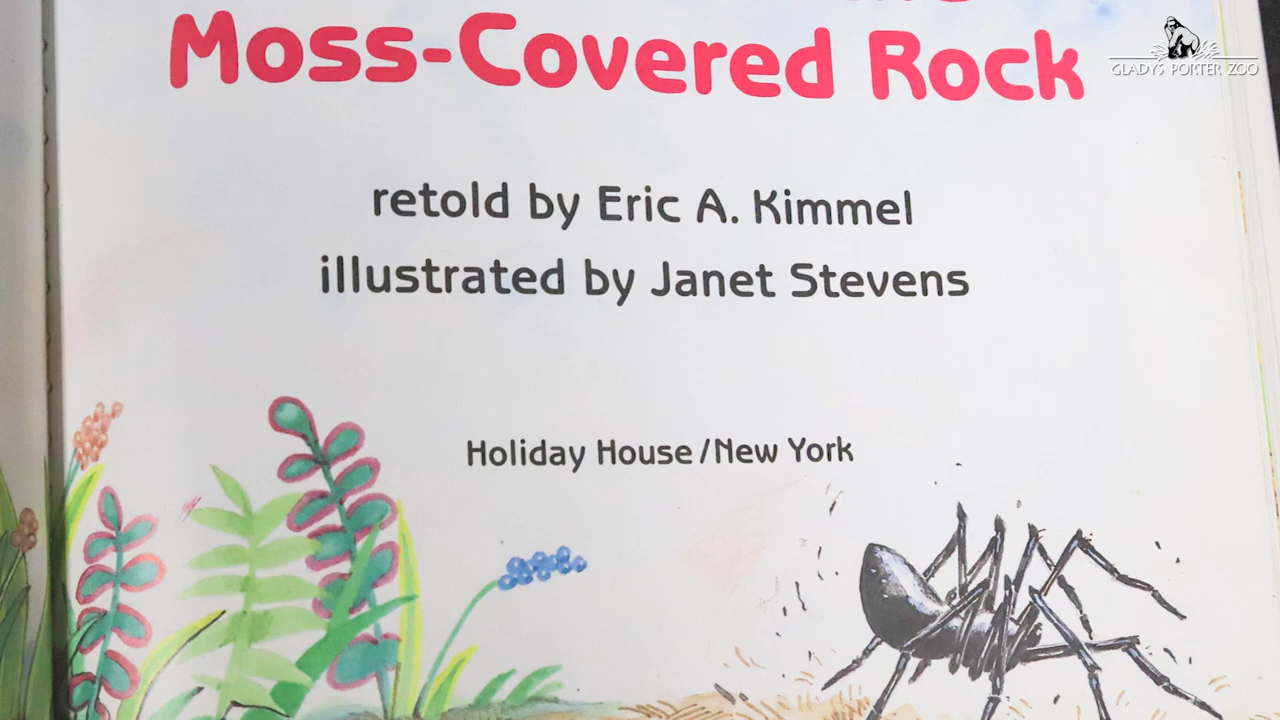 Moss-Covered Rock
GLADYS PORTER ZOO
retold by Eric A. Kimmel
illustrated by Janet Stevens
Holiday House/New York